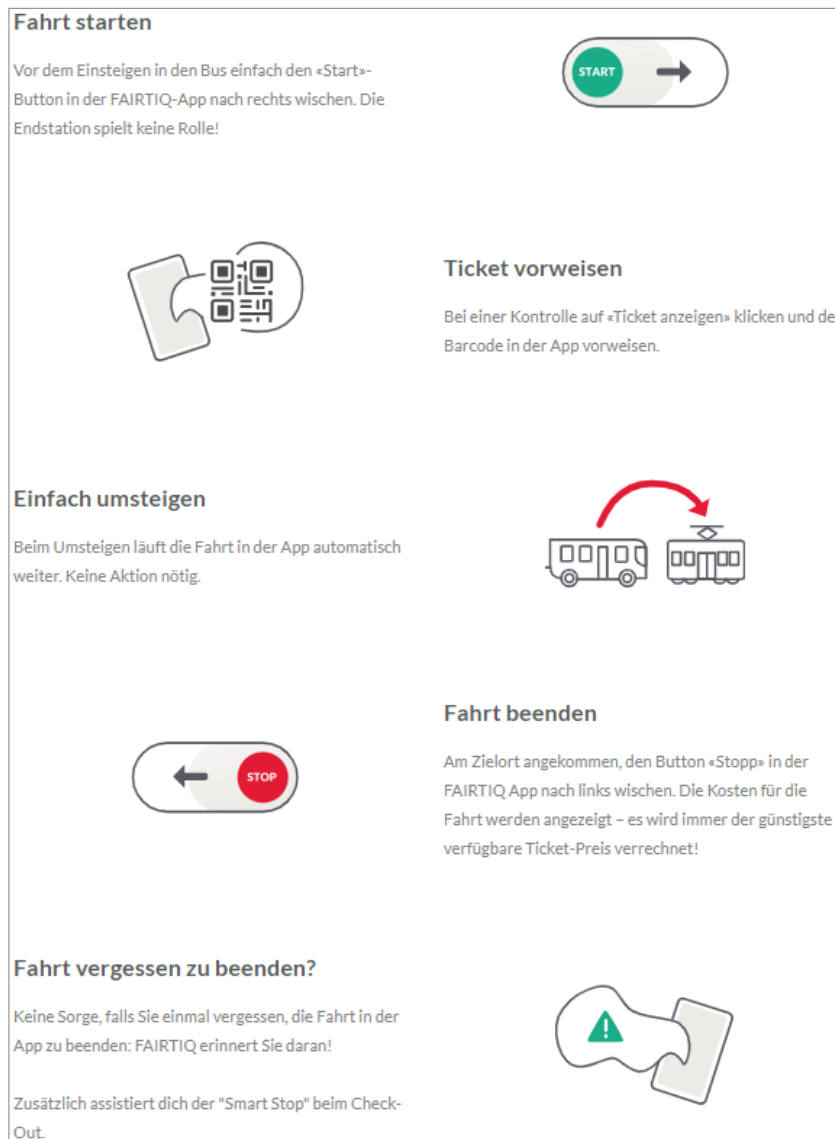 Fahrt starten
Vor dem Einsteigen in den Bus einfach den «Start»-
Button in der FAIRTIQ-App nach rechts wischen. Die
Endstation spielt keine Rolle!
START
Ticket vorweisen
Bei einer Kontrolle auf «Ticket anzeigen» klicken und de
Barcode in der App vorweisen.
Einfach umsteigen
Beim Umsteigen läuft die Fahrt in der App automatisch
weiter. Keine Aktion nötig.
Fahrt beenden
Am Zielort angekommen, den Button «Stopp» in der
FAIRTIQ App nach links wischen. Die Kosten für die
Fahrt werden angezeigt – es wird immer der günstigste
verfügbare Ticket-Preis verrechnet!
STOP
Fahrt vergessen zu beenden?
Keine Sorge, falls Sie einmal vergessen, die Fahrt in der
App zu beenden: FAIRTIQ erinnert Sie daran!
Zusätzlich assistiert dich der "Smart Stop" beim Check-
Out.